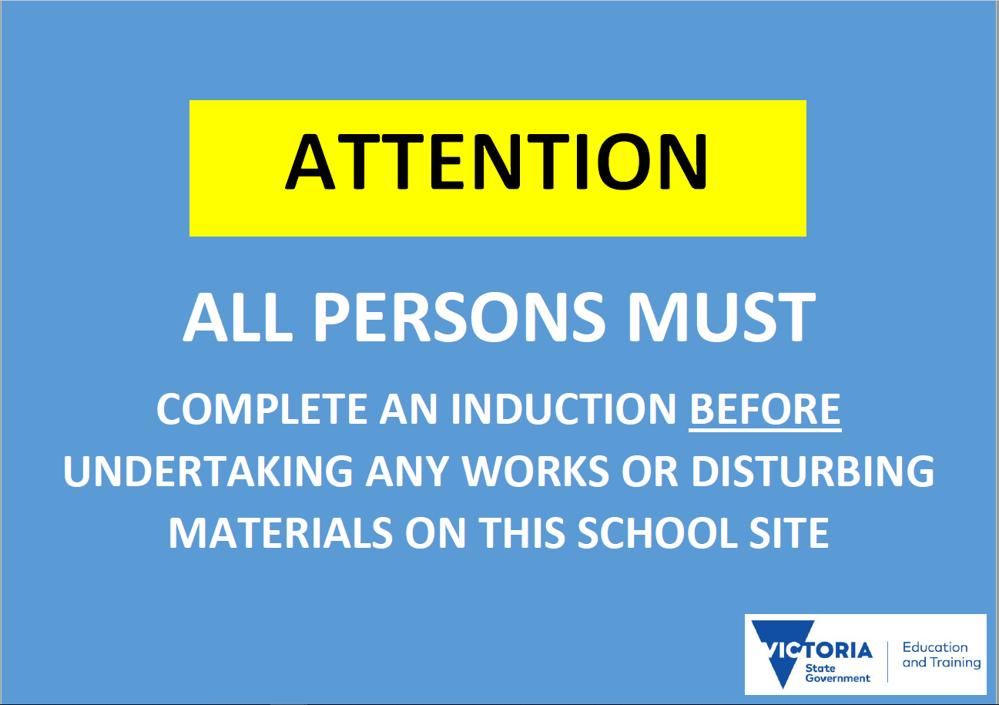 ATTENTION
ALL PERSONS MUST
COMPLETE AN INDUCTION BEFORE
UNDERTAKING ANY WORKS OR DISTURBING
MATERIALS ON THIS SCHOOL SITE
VICTORIA
State
Government
Education
and Training